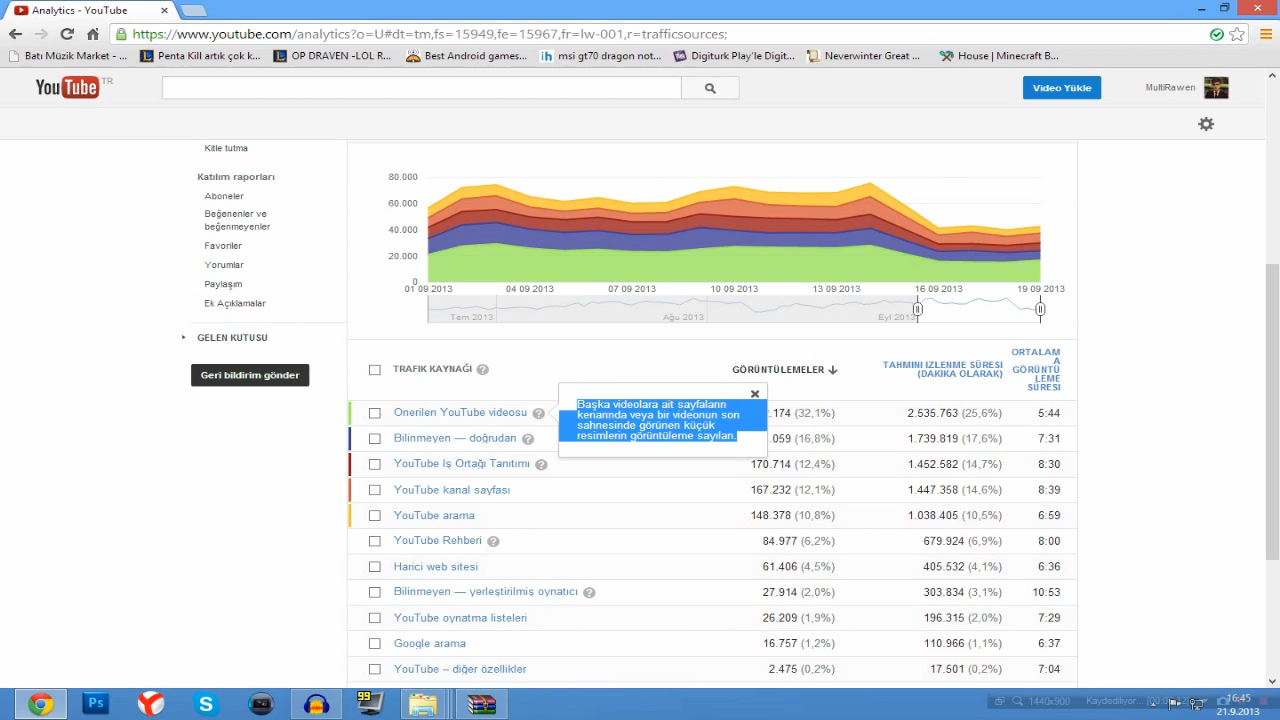 Analytics - YouTube
https://www.youtube.com/analytics?o=U#dt=tm,fs=15949,fe=15967,fr=lw-001,r=trafficsources;
Batı Müzik Market - ...
Penta Kill artık çok k...
OP DRAVEN -LOL R...
Best Android games...
msi gt70 dragon not...
Digiturk Play'le Digit...
Neverwinter Great ...
House | Minecraft B...
YouTube TR
Video Yükle
MultiRawen
Kitle tutma
Katılım raporları
Aboneler
Beğenenler ve
beğenmeyenler
Favoriler
Yorumlar
Paylaşım
Ek Açıklamalar
GELEN KUTUSU
Geri bildirim gönder
80.000
60.000
40.000
20.000
0
01 09 2013 04 09 2013 07 09 2013 10 09 2013 13 09 2013 16 09 2013 19 09 2013
Tem 2013 Ağu 2013 Eyl 2013
TRAFİK KAYNAĞI ?
GÖRÜNTÜLEMELER
TAHMİNİ İZLENME SÜRESİ
(DAKİKA OLARAK)
ORTALAM
A
GÖRÜNTÜ
LEME
SÜRESİ
Önerilen YouTube videosu ? .174 (32,1%) 2.535.763 (25,6%) 5:44
Başka videolara ait sayfaların
kenarında veya bir videonun son
sahnesinde görünen küçük
resimlerin görüntüleme sayıları.
Bilinmeyen — doğrudan ? .059 (16,8%) 1.739.819 (17,6%) 7:31
YouTube İş Ortağı Tanıtımı ? 170.714 (12,4%) 1.452.582 (14,7%) 8:30
YouTube kanal sayfası 167.232 (12,1%) 1.447.358 (14,6%) 8:39
YouTube arama 148.378 (10,8%) 1.038.405 (10,5%) 6:59
YouTube Rehberi ? 84.977 (6,2%) 679.924 (6,9%) 8:00
Harici web sitesi 61.406 (4,5%) 405.532 (4,1%) 6:36
Bilinmeyen — yerleştirilmiş oynatıcı ? 27.914 (2,0%) 303.834 (3,1%) 10:53
YouTube oynatma listeleri 26.209 (1,9%) 196.315 (2,0%) 7:29
Google arama 16.757 (1,2%) 110.966 (1,1%) 6:37
YouTube – diğer özellikler 2.475 (0,2%) 17.501 (0,2%) 7:04
Ps
99
1440x900 Kaydediliyor...
16:45
21.9.2013